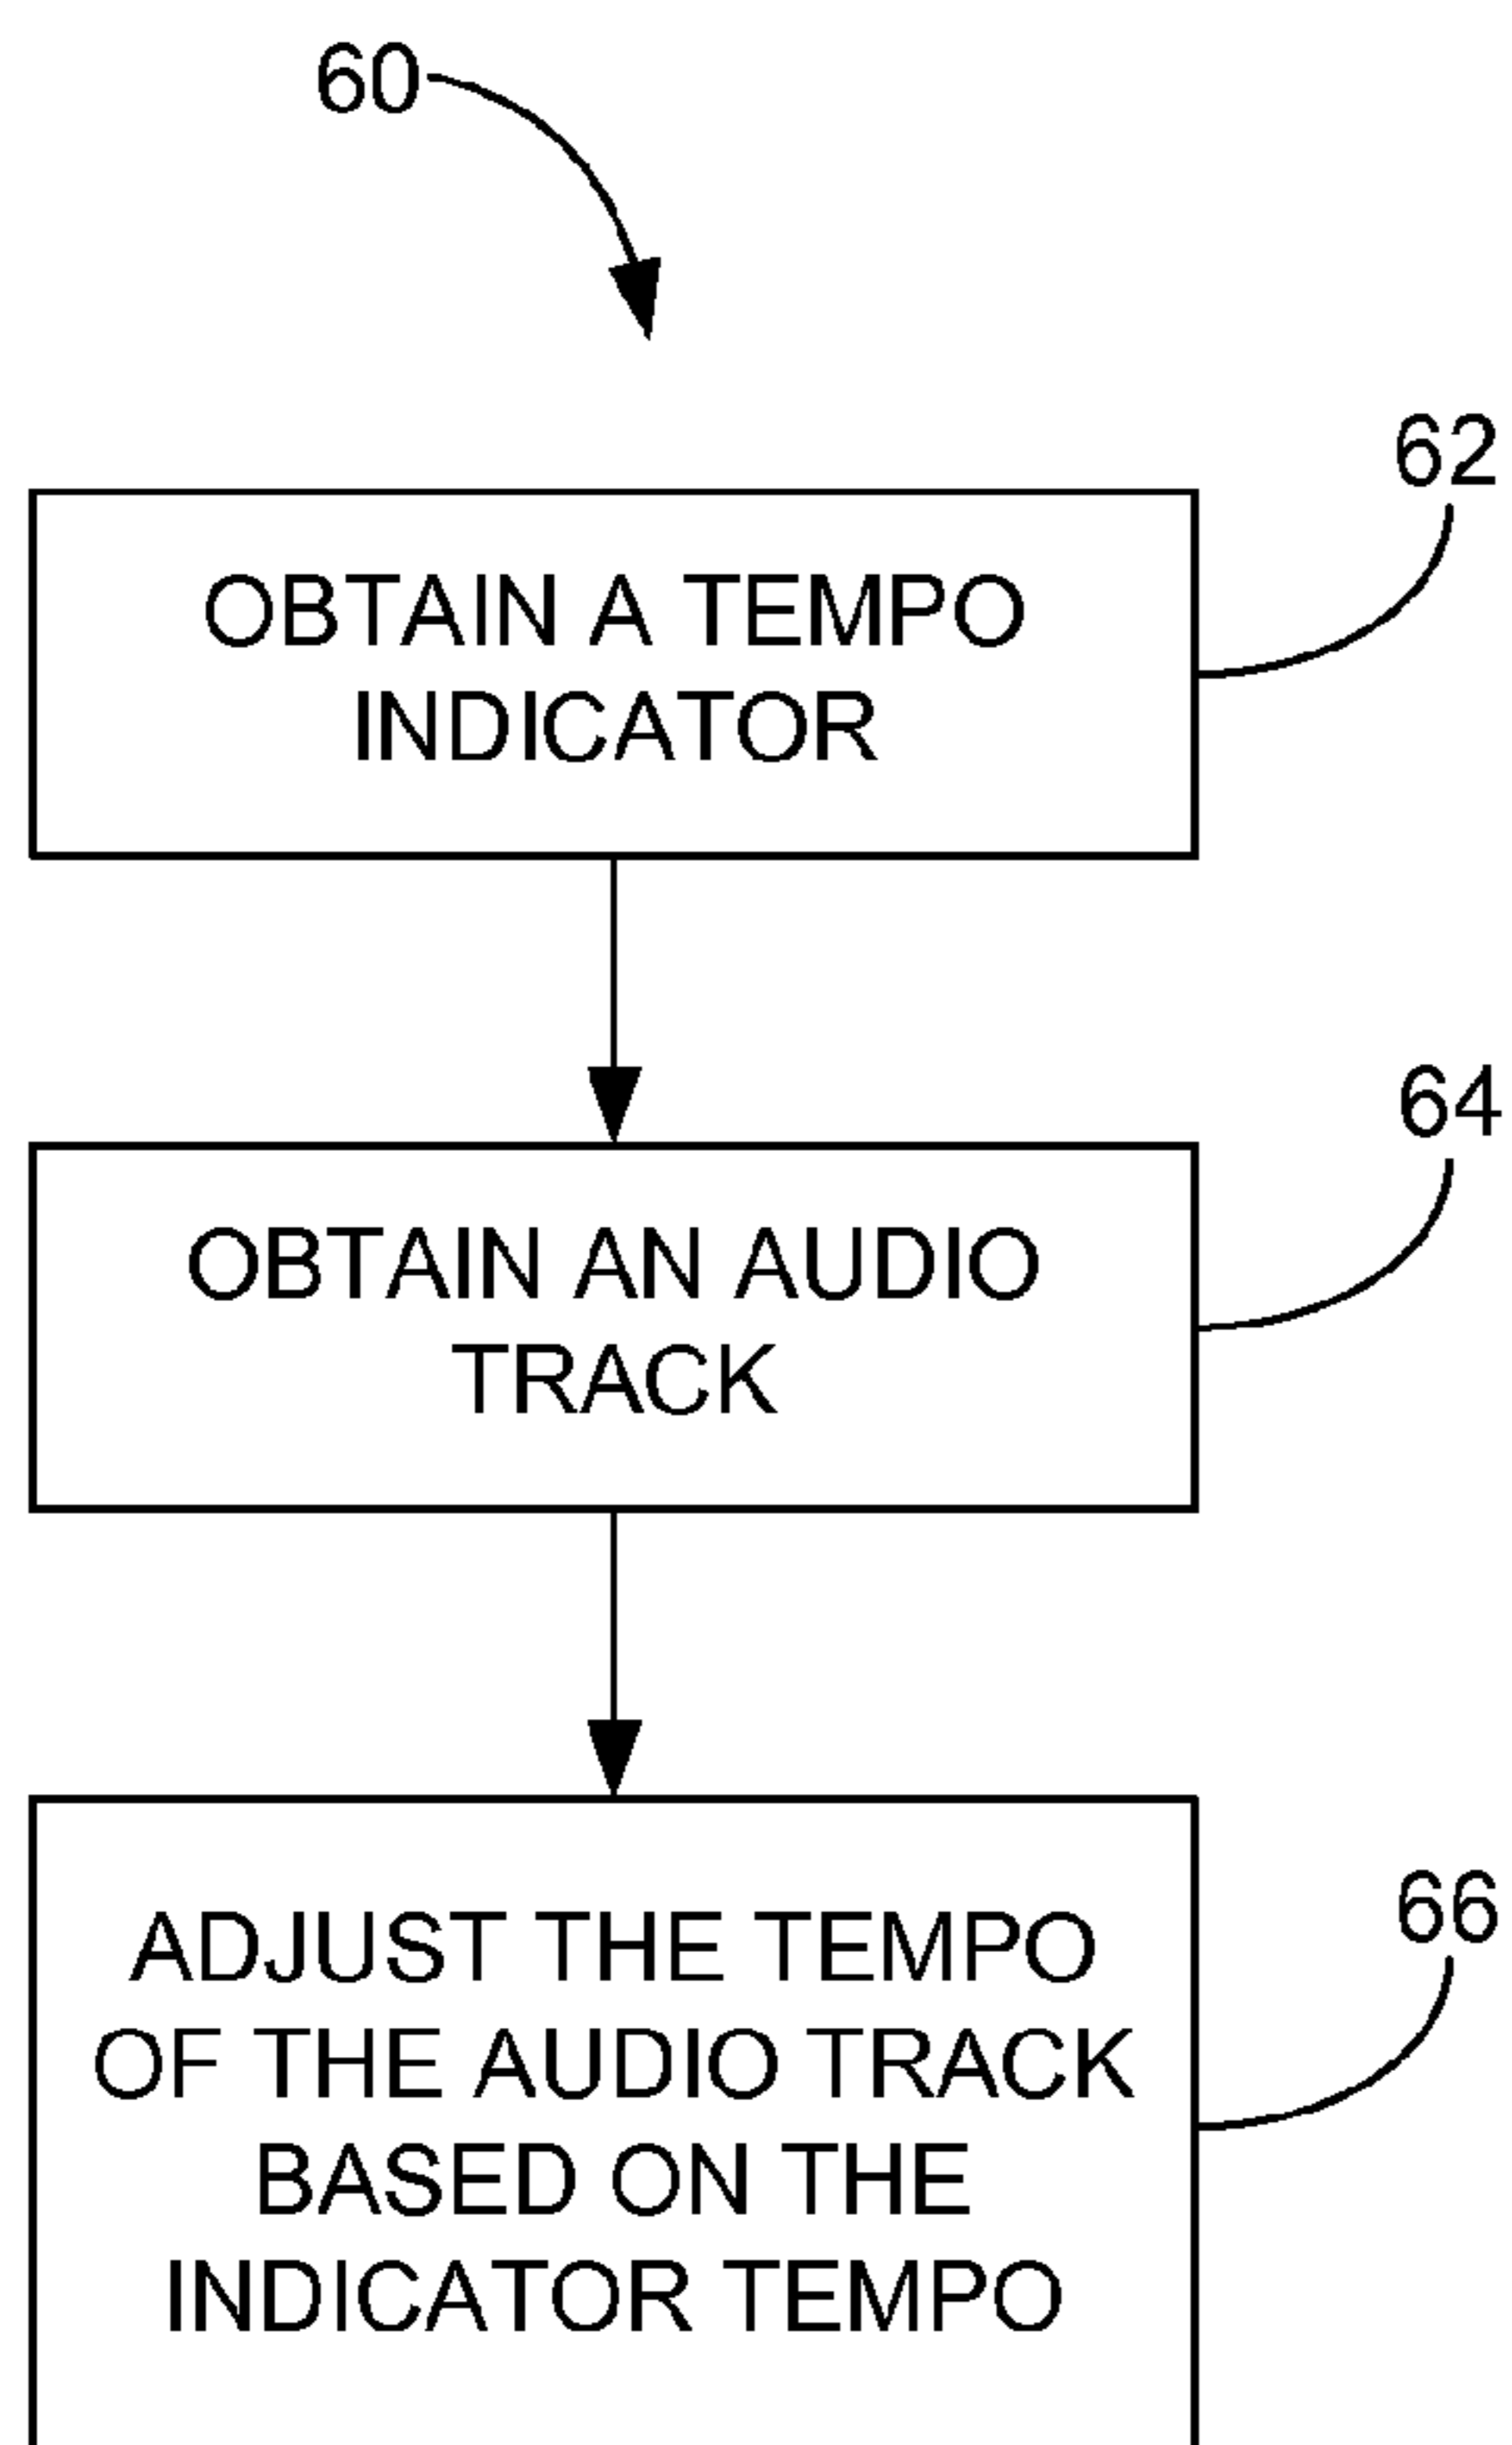 60
62
OBTAIN A TEMPO
INDICATOR
64
OBTAIN AN AUDIO
TRACK
66
ADJUST THE TEMPO
OF THE AUDIO TRACK
BASED ON THE
INDICATOR TEMPO